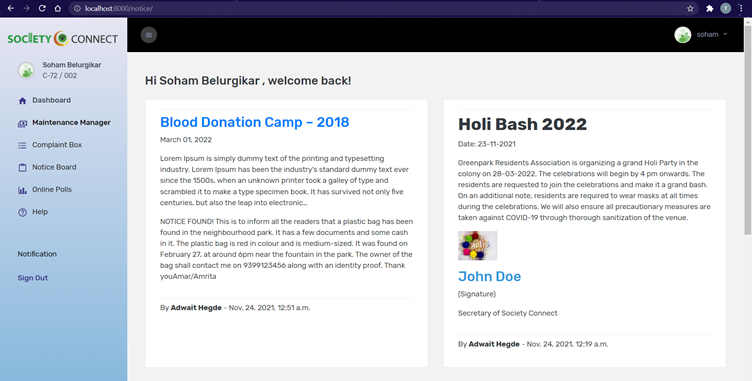 localhost:8000/notice/
SOCIETY CONNECT
soham
Soham Belurgikar
C-72 / 002
Dashboard
Maintenance Manager
Complaint Box
Notice Board
Online Polls
Help
Notification
Sign Out
Hi Soham Belurgikar , welcome back!
Blood Donation Camp – 2018
March 01, 2022
Lorem Ipsum is simply dummy text of the printing and typesetting
industry. Lorem Ipsum has been the industry's standard dummy text ever
since the 1500s, when an unknown printer took a galley of type and
scrambled it to make a type specimen book. It has survived not only five
centuries, but also the leap into electronic...
NOTICE FOUND! This is to inform all the readers that a plastic bag has been
found in the neighbourhood park. It has a few documents and some cash
in it. The plastic bag is red in colour and is medium-sized. It was found on
February 27, at around 6pm near the fountain in the park. The owner of the
bag shall contact me on 9399123456 along with an identity proof. Thank
youAmar/Amrita
By Adwait Hegde - Nov. 24, 2021, 12:51 a.m.
Holi Bash 2022
Date: 23-11-2021
Greenpark Residents Association is organizing a grand Holi Party in the
colony on 28-03-2022. The celebrations will begin by 4 pm onwards. The
residents are requested to join the celebrations and make it a grand bash.
On an additional note, residents are required to wear masks at all times
during the celebrations. We will also ensure all precautionary measures are
taken against COVID-19 through thorough sanitization of the venue.
John Doe
(Signature)
Secretary of Society Connect
By Adwait Hegde - Nov. 24, 2021, 12:19 a.m.